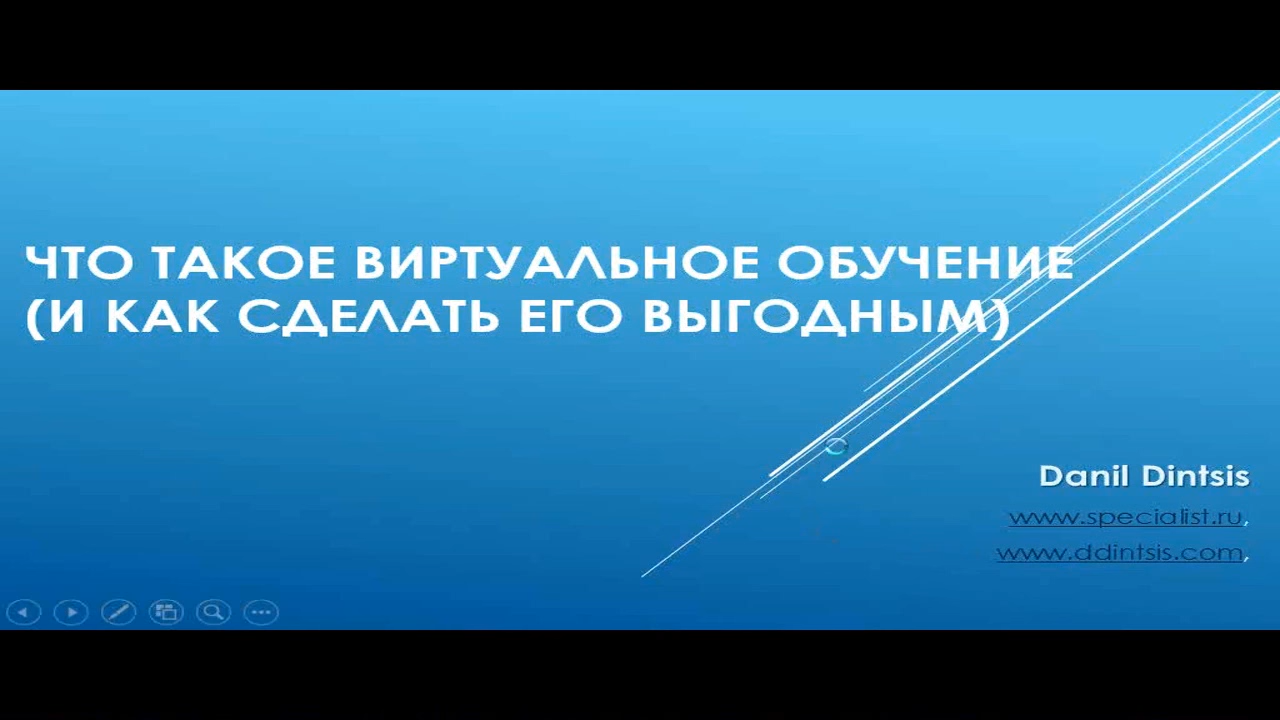 ЧТО ТАКОЕ ВИРТУАЛЬНОЕ ОБУЧЕНИЕ
(И КАК СДЕЛАТЬ ЕГО ВЫГОДНЫМ)
Danil Dintsis
www.specialist.ru,
www.ddintsis.com,